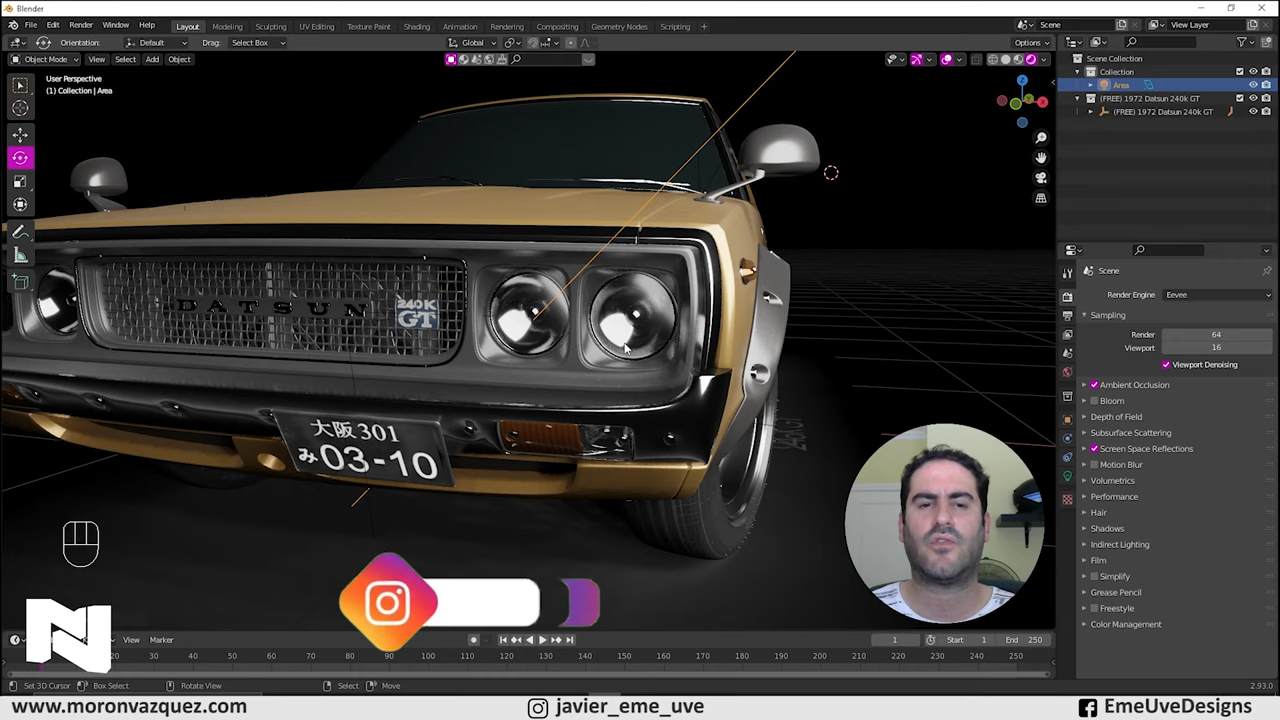 Blender
File Edit Render Window Help Layout Modeling Sculpting UV Editing Texture Paint Shading Animation Rendering Compositing Geometry Nodes Scripting + Scene View Layer
Orientation: Default Drag: Select Box Global Options
Object Mode View Select Add Object
User Perspective
(1) Collection | Area
Scene Collection
Collection
Area
(FREE) 1972 Datsun 240k GT
(FREE) 1972 Datsun 240k GT
Scene
Render Engine Eevee
Sampling
Render 64
Viewport 16
Viewport Denoising
Ambient Occlusion
Bloom
Depth of Field
Subsurface Scattering
Screen Space Reflections
Motion Blur
Volumetrics
Performance
Hair
Shadows
Indirect Lighting
Film
Simplify
Grease Pencil
Freestyle
Color Management
DATSUN
240K
GT
大阪 301
み 03-10
N
View Marker 1 Start 1 End 250
20 30 40 50 60 70 80 90 100 110 120 130 140 150 160 170 180 190 200 210 220 230 240 250
Set 3D Cursor Box Select Rotate View Select Move 2.93.0
www.moronvazquez.com javier_eme_uve EmeUveDesigns